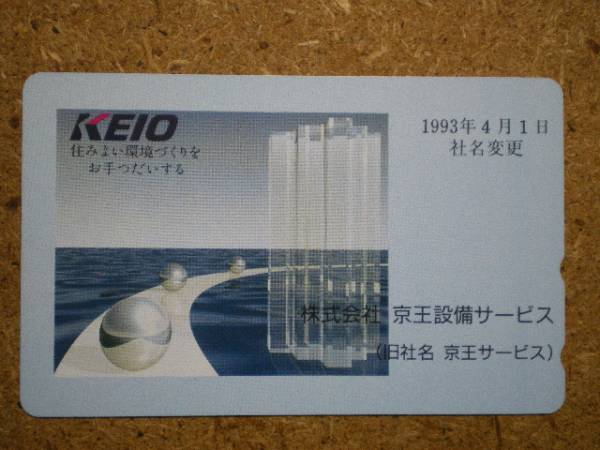 KEIO
住みよい環境づくりを
お手つだいする
1993年4月1日
社名変更
株式会社 京王設備サービス
(旧社名 京王サービス)